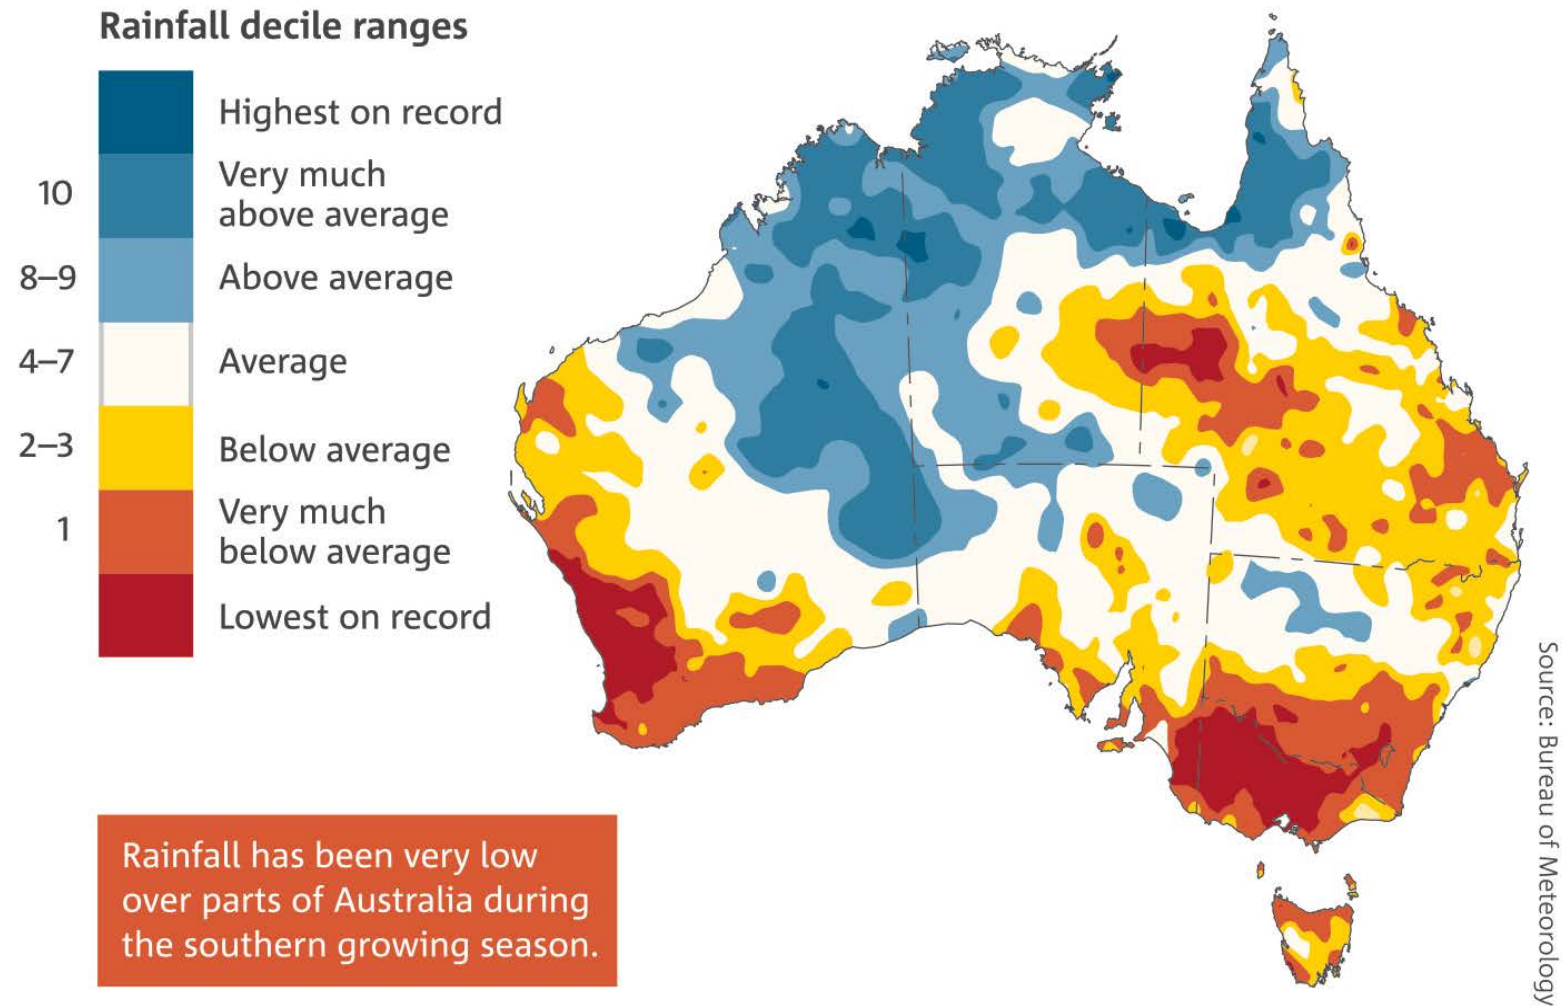 Rainfall decile ranges
Highest on record
10
Very much
above average
8–9
Above average
4–7
Average
2–3
Below average
1
Very much
below average
Lowest on record
Rainfall has been very low
over parts of Australia during
the southern growing season.
Source: Bureau of Meteorology